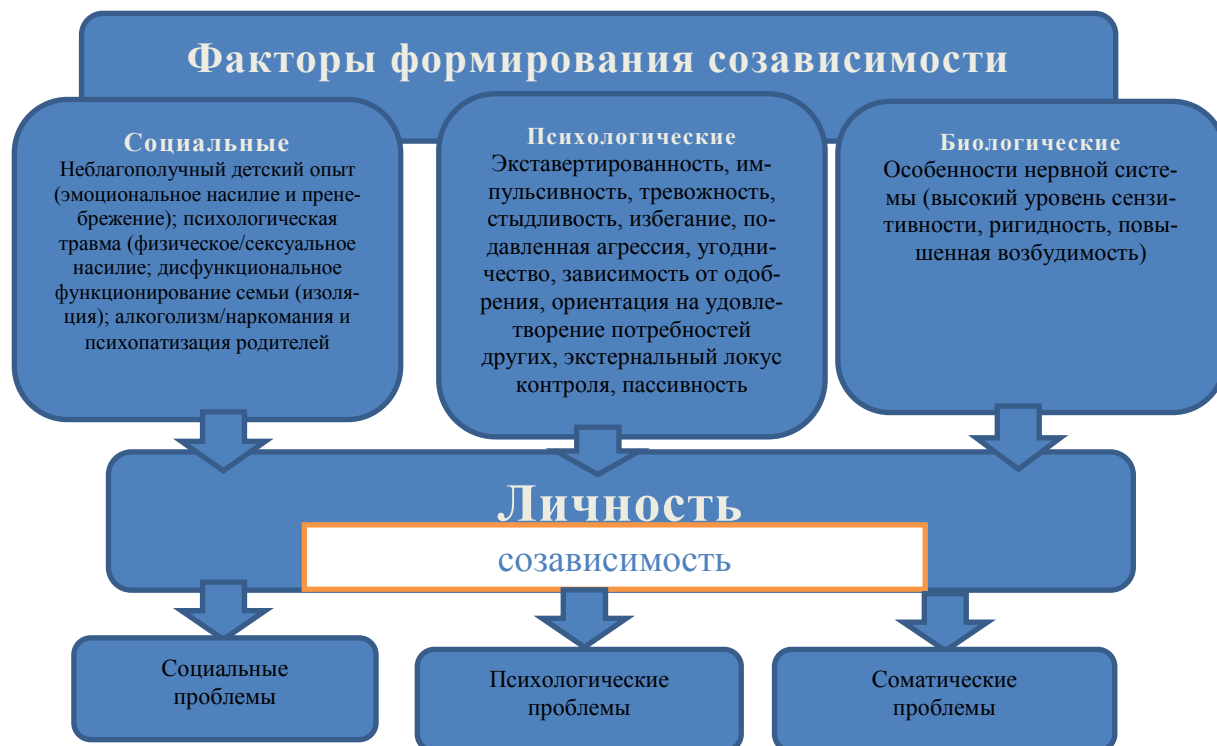 Факторы формирования созависимости
Социальные
Неблагополучный детский опыт
(эмоциональное насилие и прене-
брежение); психологическая
травма (физическое/сексуальное
насилие; дисфункциональное
функционирование семьи (изоля-
ция); алкоголизм/наркомания и
психопатизация родителей
Психологические
Экставертированность, им-
пульсивность, тревожность,
стыдливость, избегание, по-
давленная агрессия, угодни-
чество, зависимость от одоб-
рения, ориентация на удовле-
творение потребностей
других, экстернальный локус
контроля, пассивность
Биологические
Особенности нервной систе-
мы (высокий уровень сензи-
тивности, ригидность, повы-
шенная возбудимость)
Личность
созависимость
Социальные
проблемы
Психологические
проблемы
Соматические
проблемы